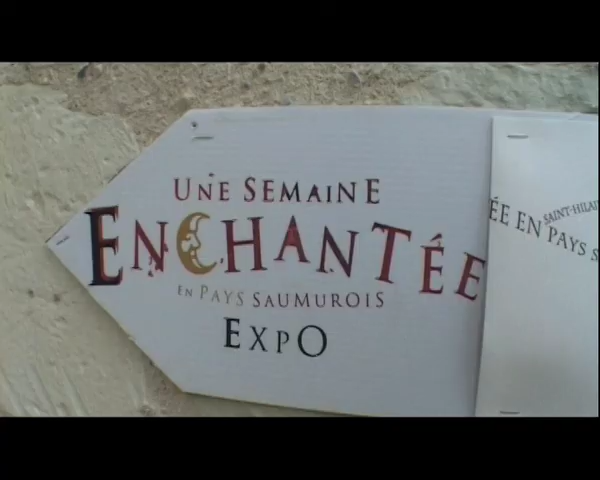 UNE SEMAINE
ENCHANTÉE
EN PAYS SAUMUROIS
EXPO
SAINT-HILAI
ÉE EN PAYS S